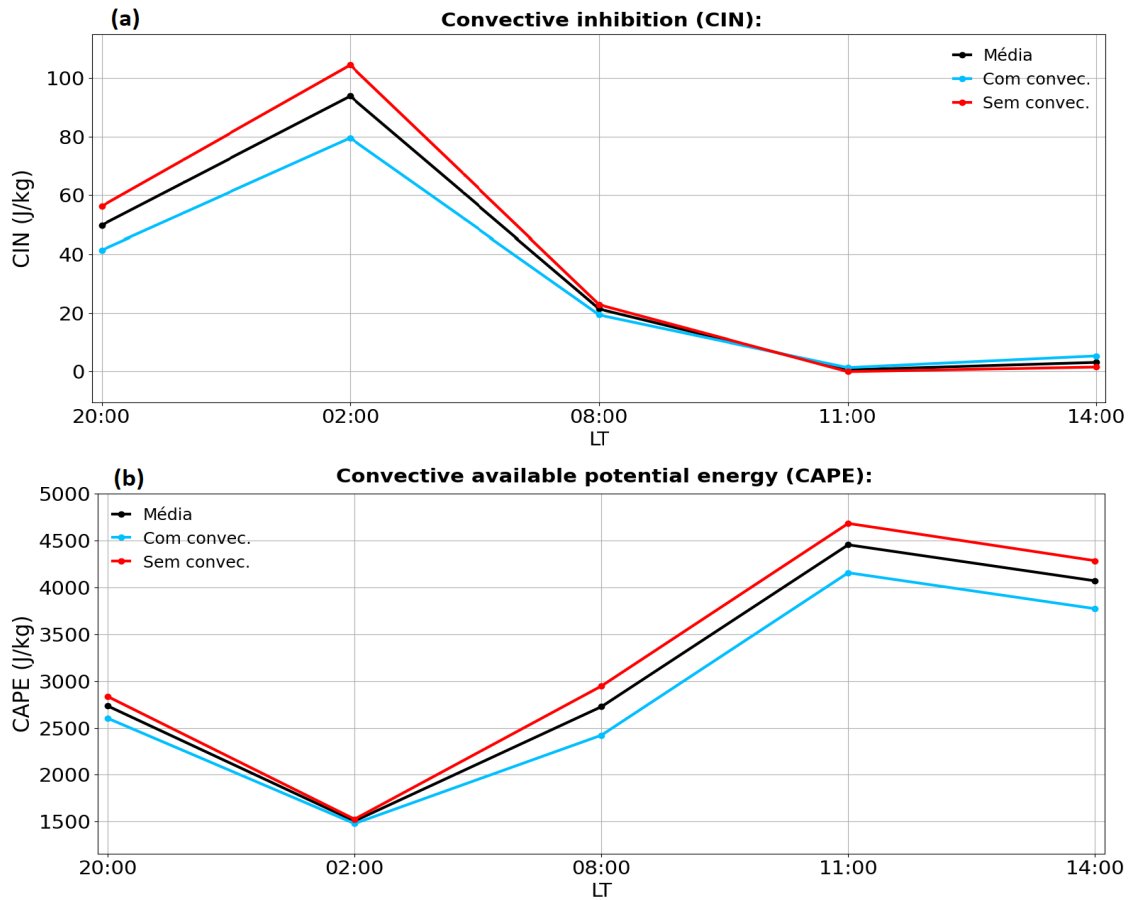 (a)
Convective inhibition (CIN):
Média
Com convec.
Sem convec.
CIN (J/kg)
100
80
60
40
20
0
20:00 02:00 08:00 11:00 14:00
LT
(b)
Convective available potential energy (CAPE):
Média
Com convec.
Sem convec.
CAPE (J/kg)
5000
4500
4000
3500
3000
2500
2000
1500
20:00 02:00 08:00 11:00 14:00
LT